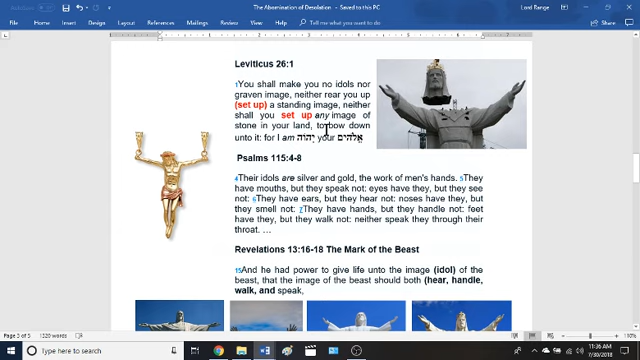 AutoSave
The Abomination of Desolation - Saved to this PC
Lord Range
File
Home
Insert
Draw
Design
Layout
References
Mailings
Review
View
Help
Tell me what you want to do
Leviticus 26:1
1You shall make you no idols nor
graven image, neither rear you up
(set up) a standing image, neither
shall you set up any image of
stone in your land, to bow down
unto it: for I am יְהוָה your אֱלֹהִים
Psalms 115:4-8
4Their idols are silver and gold, the work of men's hands. 5They
have mouths, but they speak not: eyes have they, but they see
not: 6They have ears, but they hear not: noses have they, but
they smell not: 7They have hands, but they handle not: feet
have they, but they walk not: neither speak they through their
throat. …
Revelations 13:16-18 The Mark of the Beast
15And he had power to give life unto the image (idol) of the
beast, that the image of the beast should both (hear, handle,
walk, and speak,
Page 5 of 5
1320 words
110%
Type here to search
11:36 AM
7/30/2018